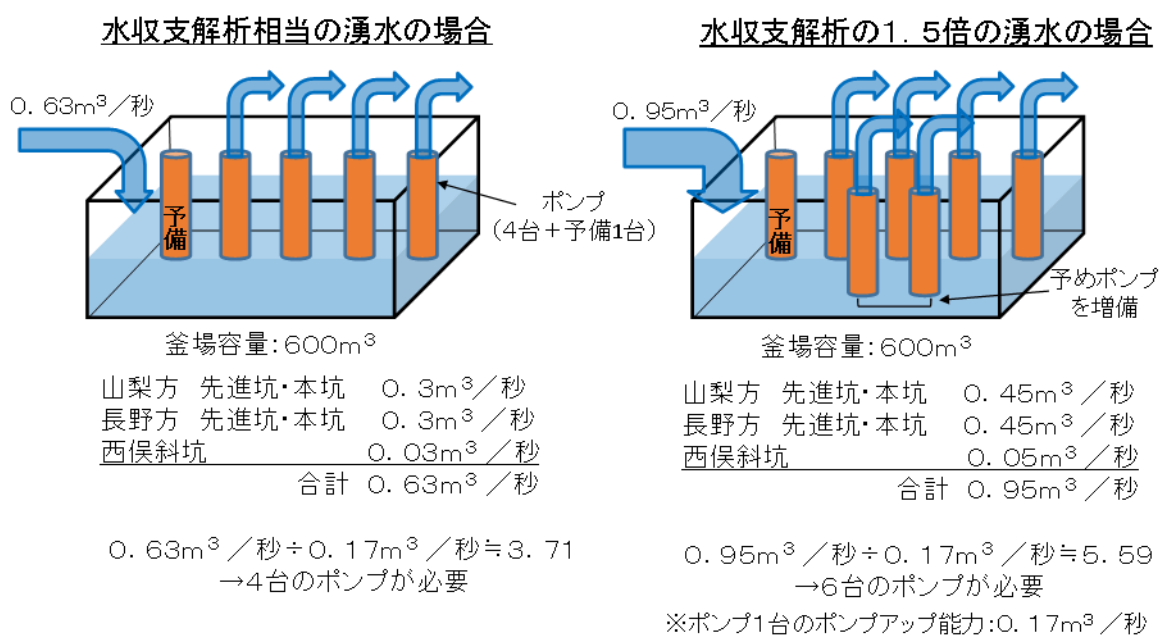 水収支解析相当の湧水の場合
0.63m³/秒
予備
ポンプ
(4台+予備1台)
釜場容量:600m³
山梨方 先進坑・本坑 0.3m³/秒
長野方 先進坑・本坑 0.3m³/秒
西俣斜坑 0.03m³/秒
合計 0.63m³/秒
0.63m³/秒÷0.17m³/秒≒3.71
→4台のポンプが必要
水収支解析の1.5倍の湧水の場合
0.95m³/秒
予備
予めポンプ
を増備
釜場容量:600m³
山梨方 先進坑・本坑 0.45m³/秒
長野方 先進坑・本坑 0.45m³/秒
西俣斜坑 0.05m³/秒
合計 0.95m³/秒
0.95m³/秒÷0.17m³/秒≒5.59
→6台のポンプが必要
※ポンプ1台のポンプアップ能力:0.17m³/秒